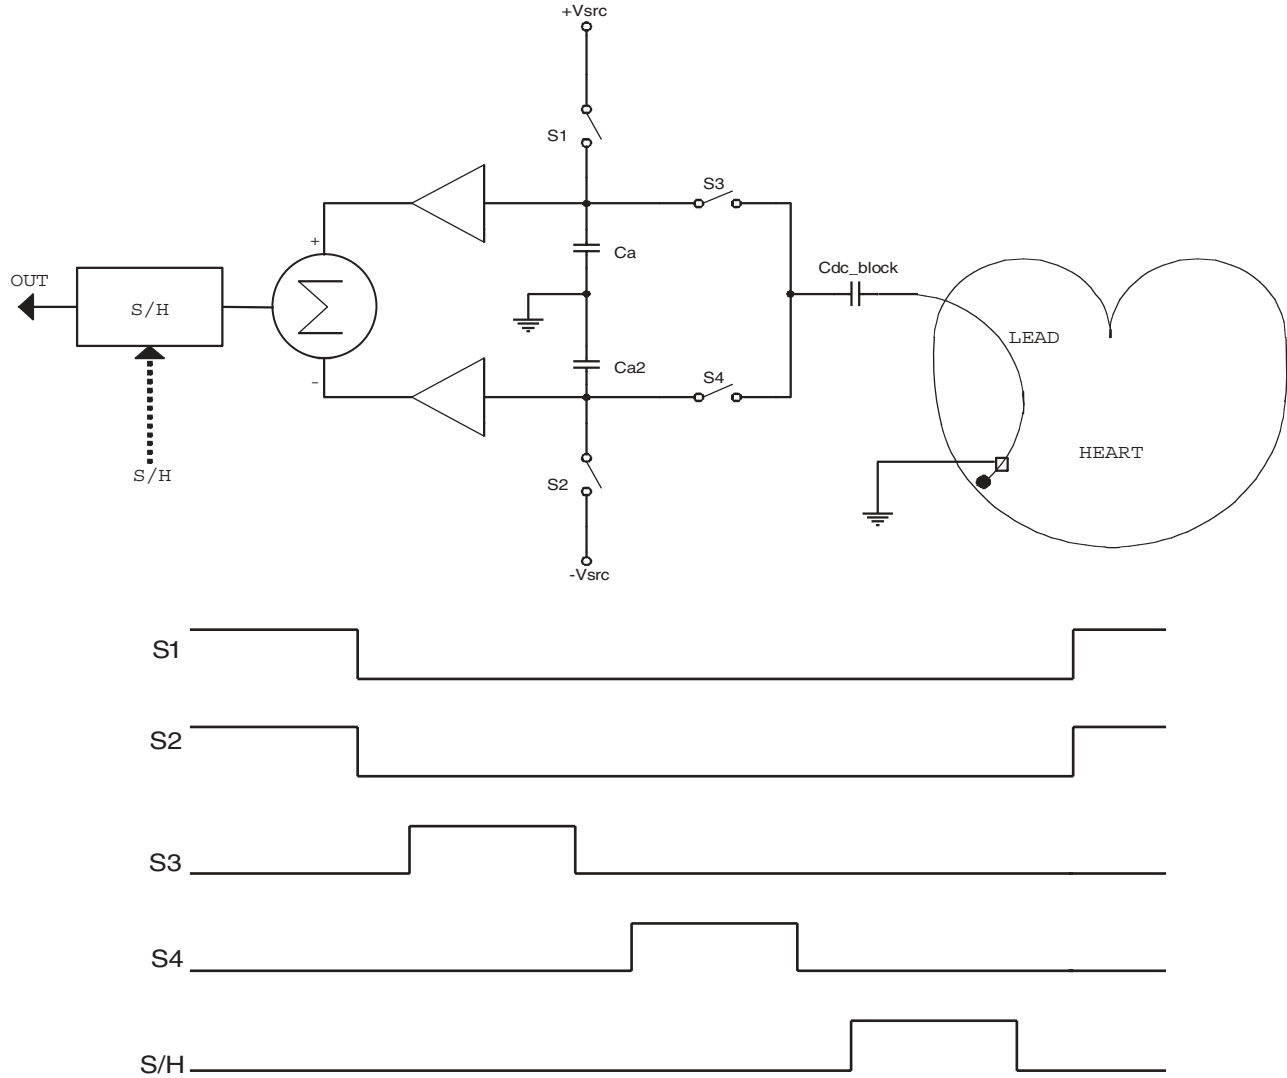 +Vsrc
S1
S3
+
Ca
Cdc_block
OUT
S/H
LEAD
Ca2
–
S4
HEART
S/H
S2
-Vsrc
S1
S2
S3
S4
S/H